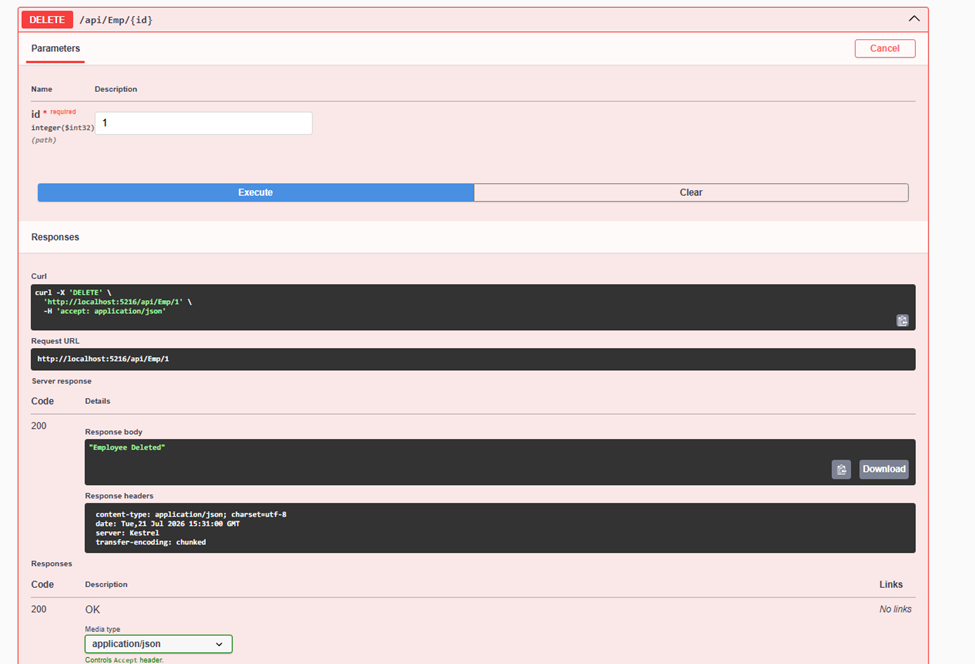 DELETE /api/Emp/{id}
Parameters
Cancel
Name Description
id * required
integer($int32)
(path)
1
Execute Clear
Responses
Curl
curl -X 'DELETE' \
'http://localhost:5216/api/Emp/1' \
-H 'accept: application/json'
Request URL
http://localhost:5216/api/Emp/1
Server response
Code Details
200
Response body
"Employee Deleted"
Download
Response headers
content-type: application/json; charset=utf-8
date: Tue,21 Jul 2026 15:31:00 GMT
server: Kestrel
transfer-encoding: chunked
Responses
Code Description Links
200 OK No links
Media type
application/json
Controls Accept header.